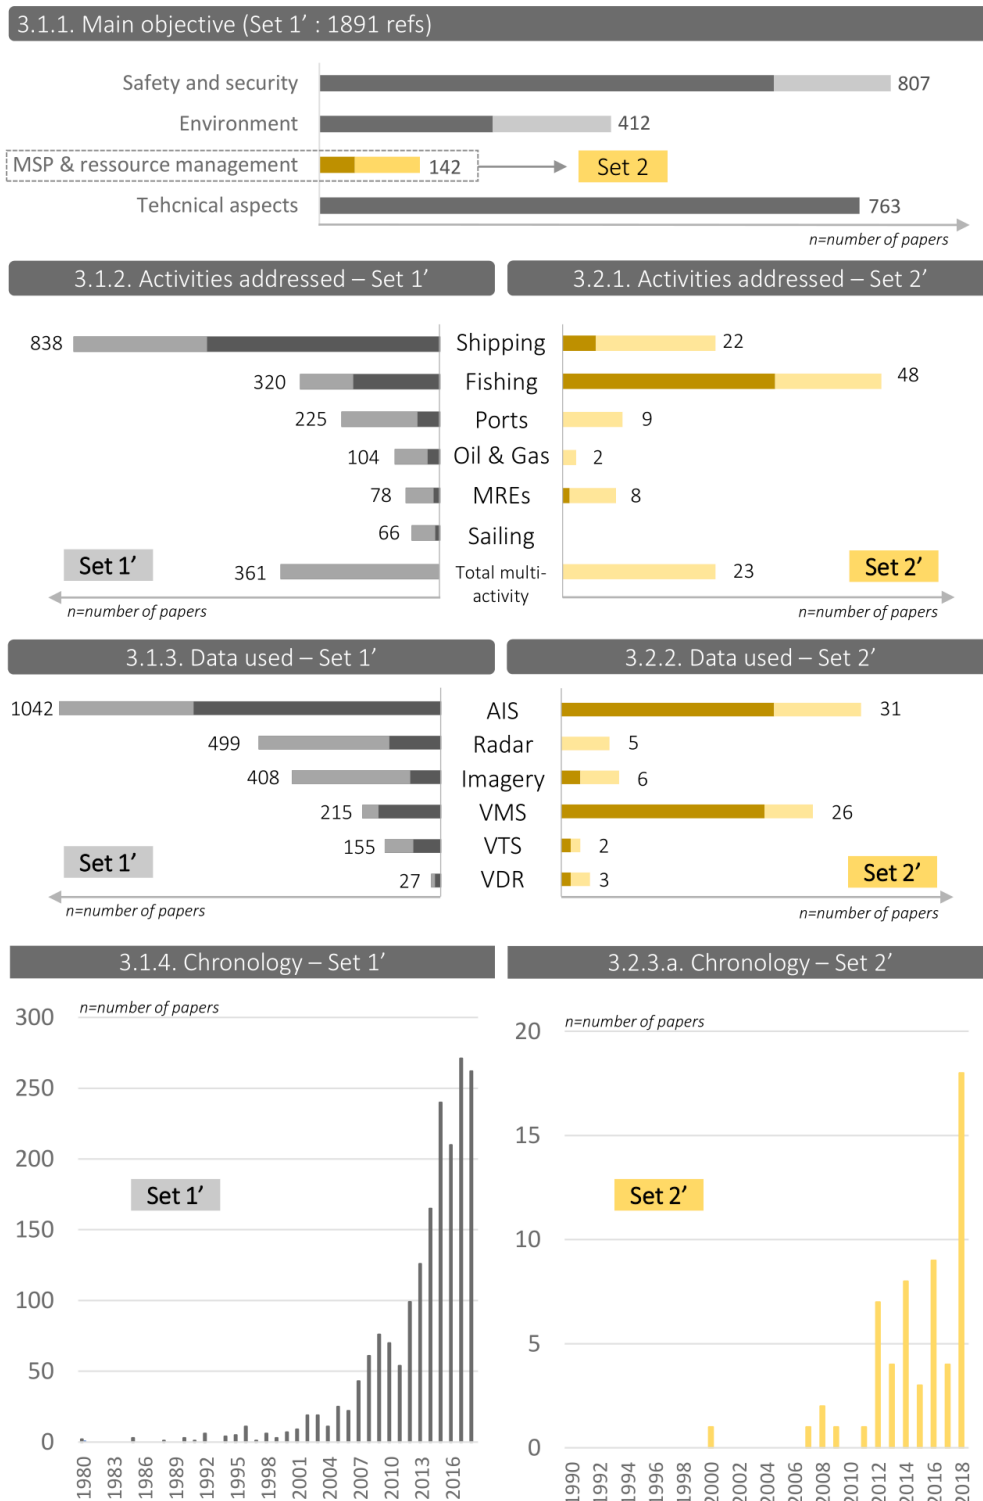 3.1.1. Main objective (Set 1’ : 1891 refs)
Safety and security
807
Environment
412
MSP & ressource management
142
Set 2
Tehcnical aspects
763
n=number of papers
3.1.2. Activities addressed – Set 1’
3.2.1. Activities addressed – Set 2’
838
Shipping
22
320
Fishing
48
225
Ports
9
104
Oil & Gas
2
78
MREs
8
66
Sailing
Set 1’
361
Total multi-
activity
23
Set 2’
n=number of papers
n=number of papers
3.1.3. Data used – Set 1’
3.2.2. Data used – Set 2’
1042
AIS
31
499
Radar
5
408
Imagery
6
215
VMS
26
155
VTS
2
Set 1’
27
VDR
3
Set 2’
n=number of papers
n=number of papers
3.1.4. Chronology – Set 1’
3.2.3.a. Chronology – Set 2’
n=number of papers
300
250
200
150
100
50
0
Set 1’
1980
1983
1986
1989
1992
1995
1998
2001
2004
2007
2010
2013
2016
n=number of papers
20
15
10
5
0
Set 2’
1990
1992
1994
1996
1998
2000
2002
2004
2006
2008
2010
2012
2014
2016
2018